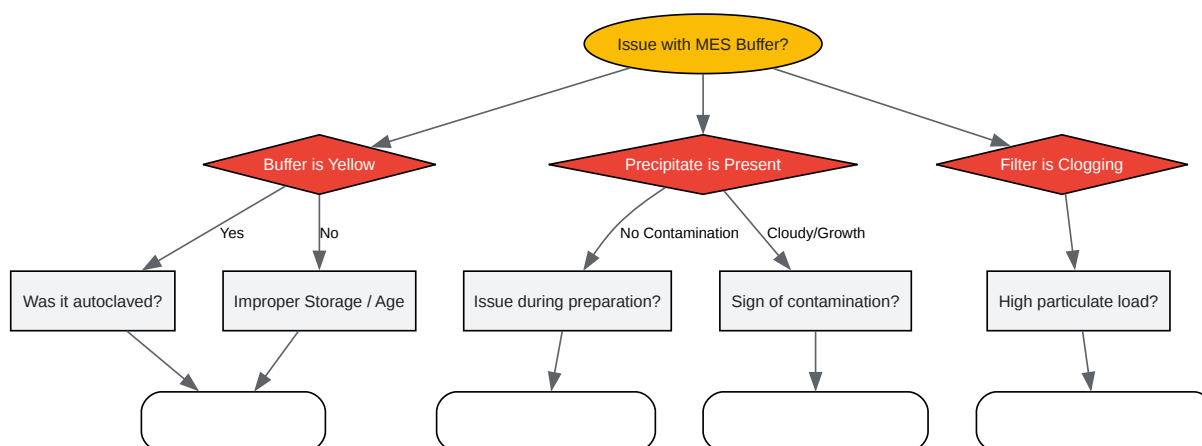 Issue with MES Buffer?
Buffer is Yellow
Precipitate is Present
Filter is Clogging
Yes
No
No Contamination
Cloudy/Growth
Was it autoclaved?
Improper Storage / Age
Issue during preparation?
Sign of contamination?
High particulate load?